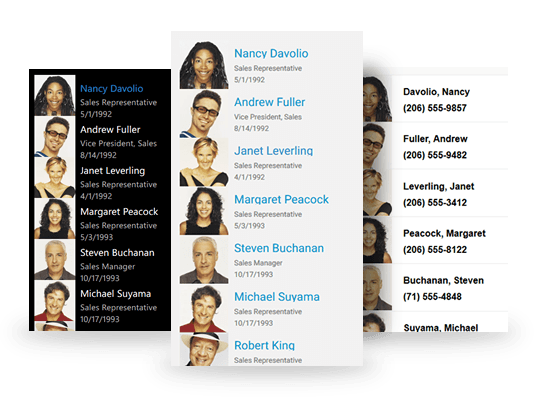 Nancy Davolio
Sales Representative
5/1/1992
Andrew Fuller
Vice President, Sales
8/14/1992
Janet Leverling
Sales Representative
4/1/1992
Margaret Peacock
Sales Representative
5/3/1993
Steven Buchanan
Sales Manager
10/17/1993
Michael Suyama
Sales Representative
10/17/1993
Nancy Davolio
Sales Representative
5/1/1992
Andrew Fuller
Vice President, Sales
8/14/1992
Janet Leverling
Sales Representative
4/1/1992
Margaret Peacock
Sales Representative
5/3/1993
Steven Buchanan
Sales Manager
10/17/1993
Michael Suyama
Sales Representative
10/17/1993
Robert King
Sales Representative
Davolio, Nancy
(206) 555-9857
Fuller, Andrew
(206) 555-9482
Leverling, Janet
(206) 555-3412
Peacock, Margaret
(206) 555-8122
Buchanan, Steven
(71) 555-4848
Suyama, Michael